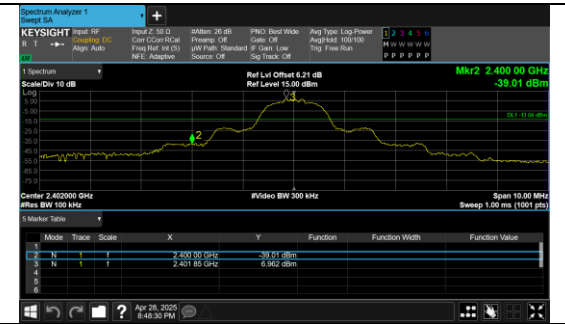 Spectrum Analyzer 1
Swept SA
+
KEYSIGHT Input: RF Input Z: 50 Ω #Atten: 26 dB PNO: Best Wide Avg Type: Log-Power 1 2 3 4 5 6
R T Coupling: DC Corr CCorr RCal Preamp: Off Gate: Off Avg|Hold: 100/100 M W W W W W
Align: Auto Freq Ref: Int (S) µW Path: Standard IF Gain: Low Trig: Free Run P P P P P P
NFE: Adaptive Source: Off Sig Track: Off
1 Spectrum Ref Lvl Offset 6.21 dB Mkr2 2.400 00 GHz
Scale/Div 10 dB Ref Level 15.00 dBm -39.01 dBm
Log
5.00
-5.00
-15.0
DL1 -13.04 dBm
-25.0
-35.0
-45.0
-55.0
-65.0
-75.0
2
3
Center 2.402000 GHz #Video BW 300 kHz Span 10.00 MHz
#Res BW 100 kHz Sweep 1.00 ms (1001 pts)
5 Marker Table
Mode Trace Scale X Y Function Function Width Function Value
1
2 N 1 f 2.400 00 GHz -39.01 dBm
3 N 1 f 2.401 85 GHz 6.962 dBm
4
5
6
? Apr 28, 2025
8:48:30 PM